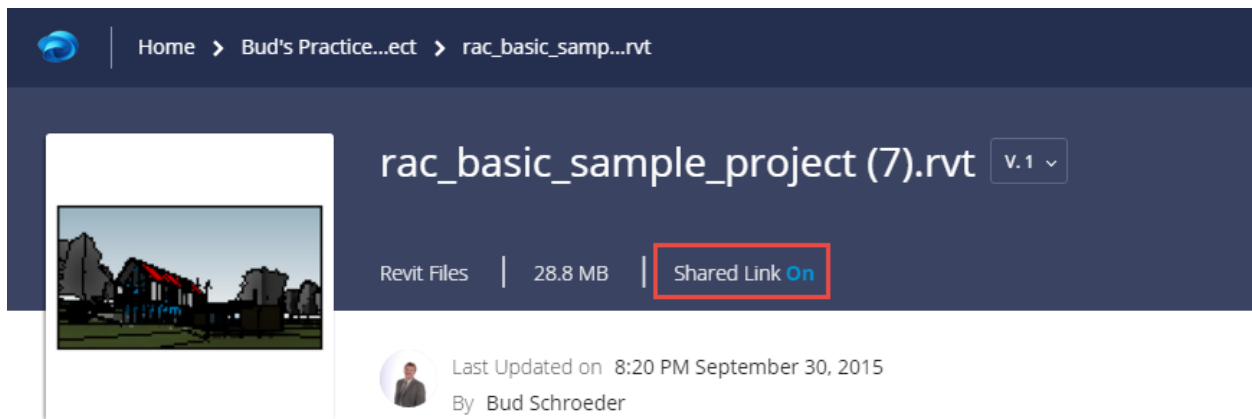 Home > Bud's Practice...ect > rac_basic_samp...rvt
rac_basic_sample_project (7).rvt V.1
Revit Files | 28.8 MB | Shared Link On
Last Updated on 8:20 PM September 30, 2015
By Bud Schroeder